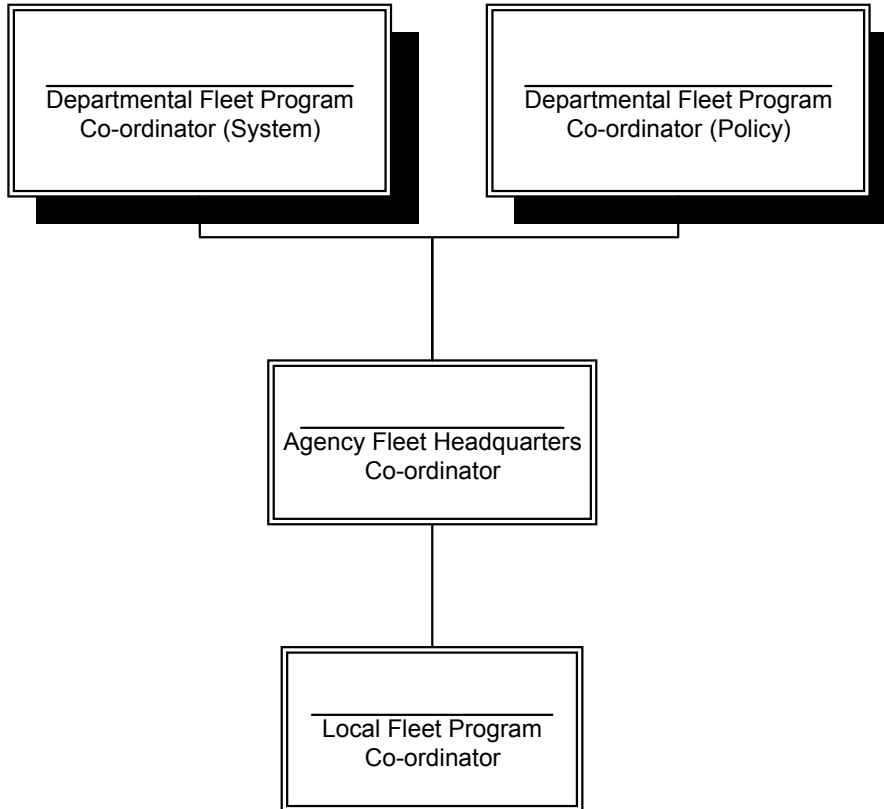 Departmental Fleet Program
Co-ordinator (System)
Departmental Fleet Program
Co-ordinator (Policy)
Agency Fleet Headquarters
Co-ordinator
Local Fleet Program
Co-ordinator